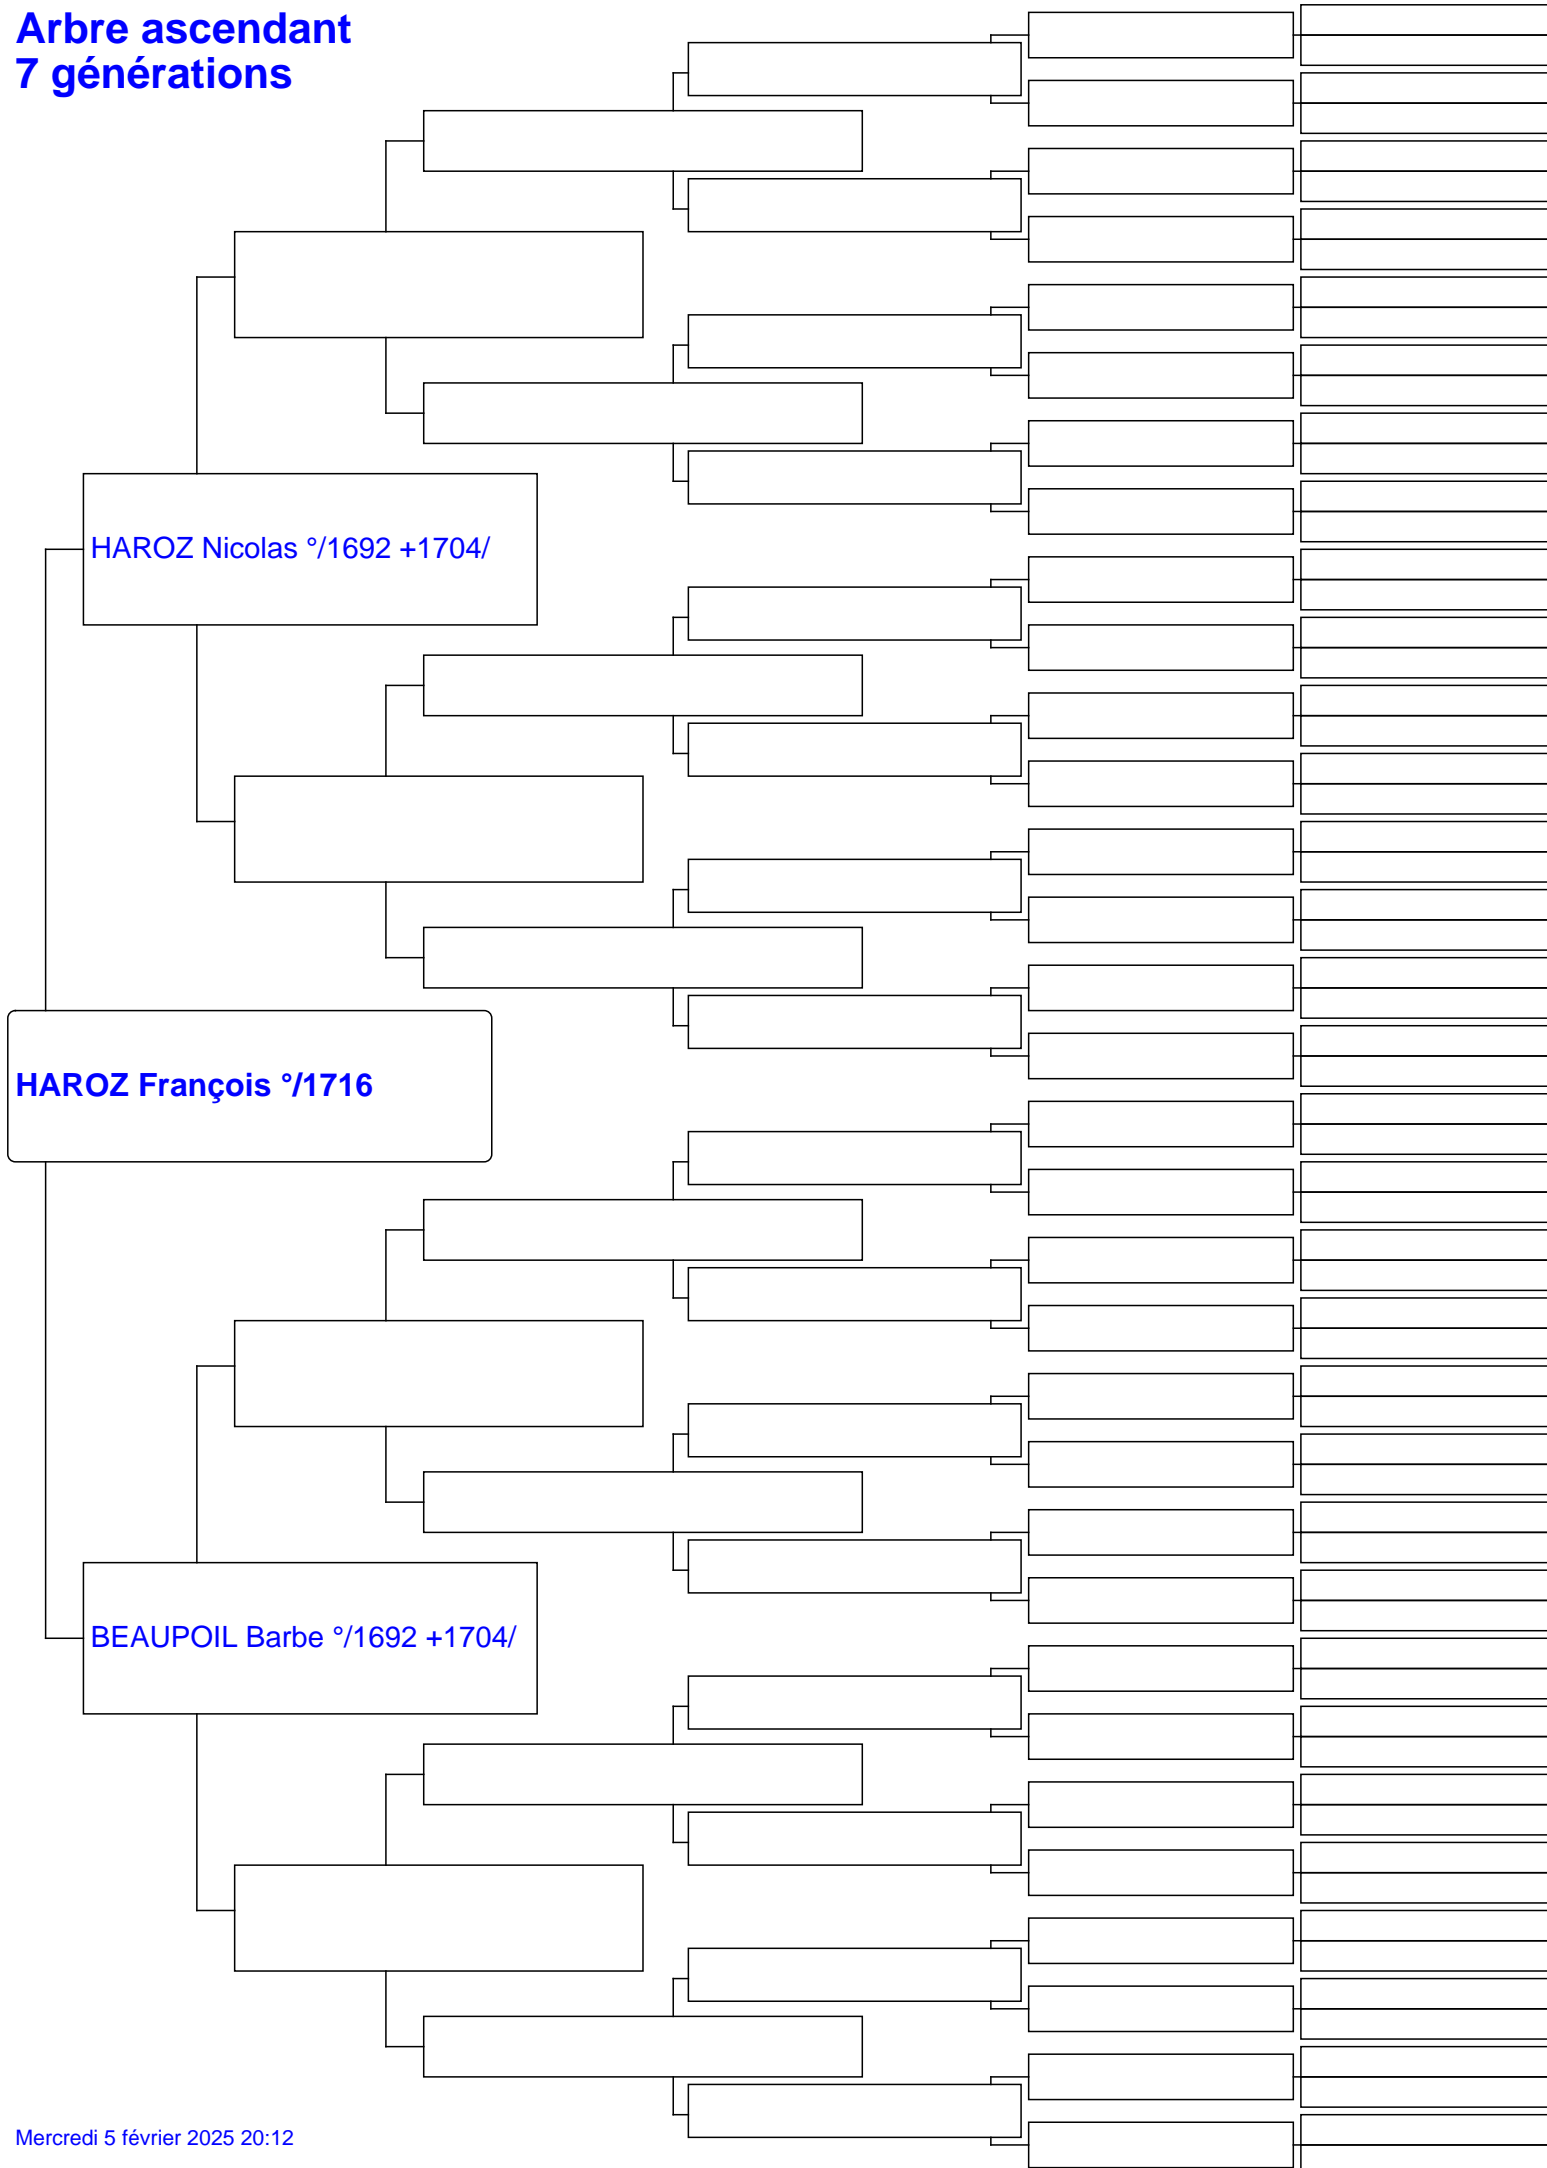 Arbre ascendant
7 générations
HAROZ Nicolas °/1692 +1704/
HAROZ François °/1716
BEAUPOIL Barbe °/1692 +1704/
Mercredi 5 février 2025 20:12